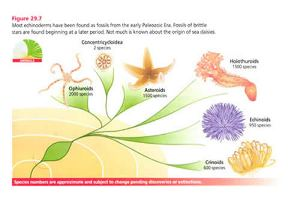 Figure 29.7
Most echinoderms have been found as fossils from the early Paleozoic Era. Fossils of brittle
stars are found beginning at a later period. Not much is known about the origin of sea daisies.
Concentricycloidea
2 species
Ophiuroids
2000 species
Asteroids
1500 species
Holothuroids
1500 species
Echinoids
950 species
Crinoids
600 species
Species numbers are approximate and subject to change pending discoveries or extinctions.